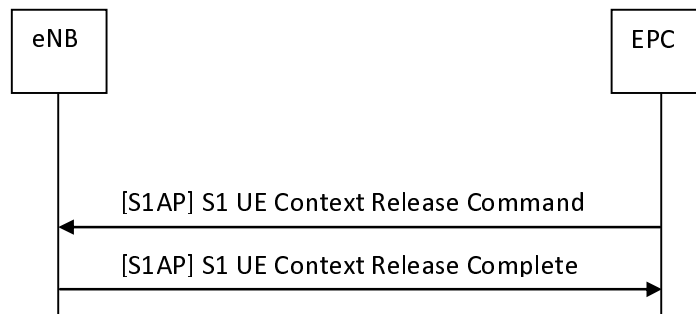 eNB
EPC
[S1AP] S1 UE Context Release Command
[S1AP] S1 UE Context Release Complete